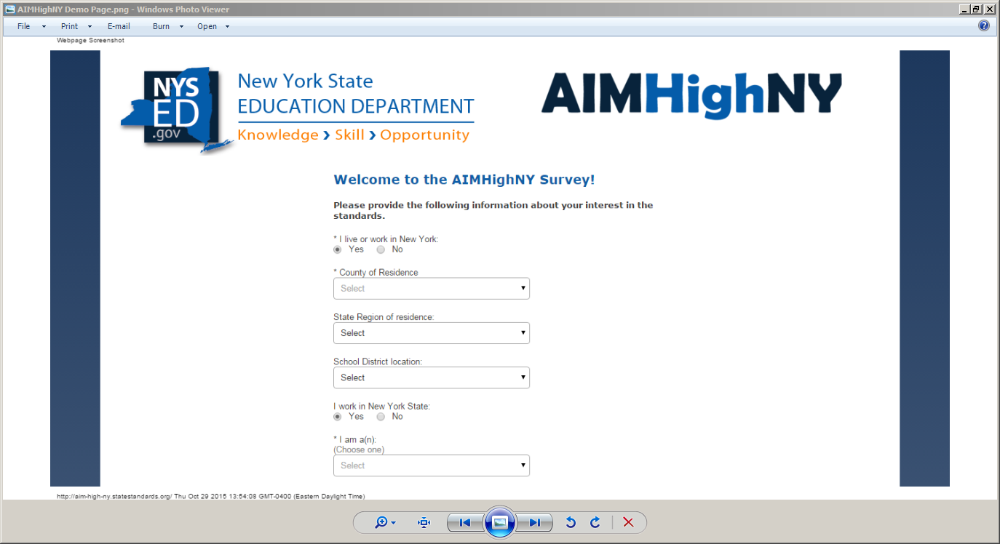 AIMHighNY Demo Page.png - Windows Photo Viewer
File Print E-mail Burn Open
Webpage Screenshot
NYS
ED
.gov
New York State
EDUCATION DEPARTMENT
Knowledge › Skill › Opportunity
AIMHighNY
Welcome to the AIMHighNY Survey!
Please provide the following information about your interest in the
standards.
* I live or work in New York:
Yes No
* County of Residence
Select
State Region of residence:
Select
School District location:
Select
I work in New York State:
Yes No
* I am a(n):
(Choose one)
Select
http://aim-high-ny.statestandards.org/ Thu Oct 29 2015 13:54:08 GMT-0400 (Eastern Daylight Time)